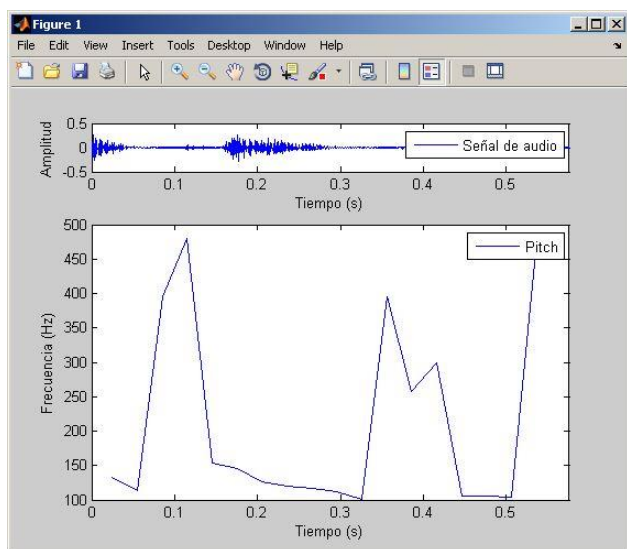 Figure 1
File Edit View Insert Tools Desktop Window Help
Amplitud
0.5
0
-0.5
Señal de audio
0 0.1 0.2 0.3 0.4 0.5
Tiempo (s)
Frecuencia (Hz)
500
450
400
350
300
250
200
150
100
Pitch
0 0.1 0.2 0.3 0.4 0.5
Tiempo (s)